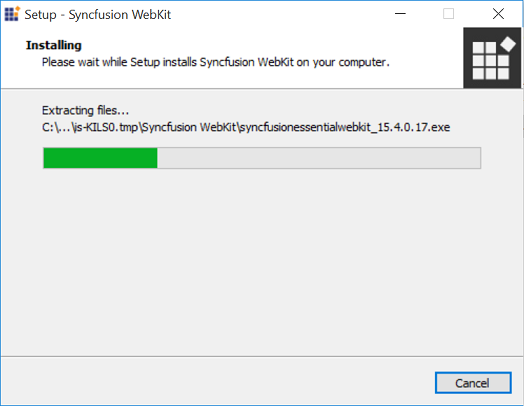 Setup - Syncfusion WebKit
Installing
Please wait while Setup installs Syncfusion WebKit on your computer.
Extracting files...
C:\...\is-KILS0.tmp\Syncfusion WebKit\syncfusionessentialwebkit_15.4.0.17.exe
Cancel